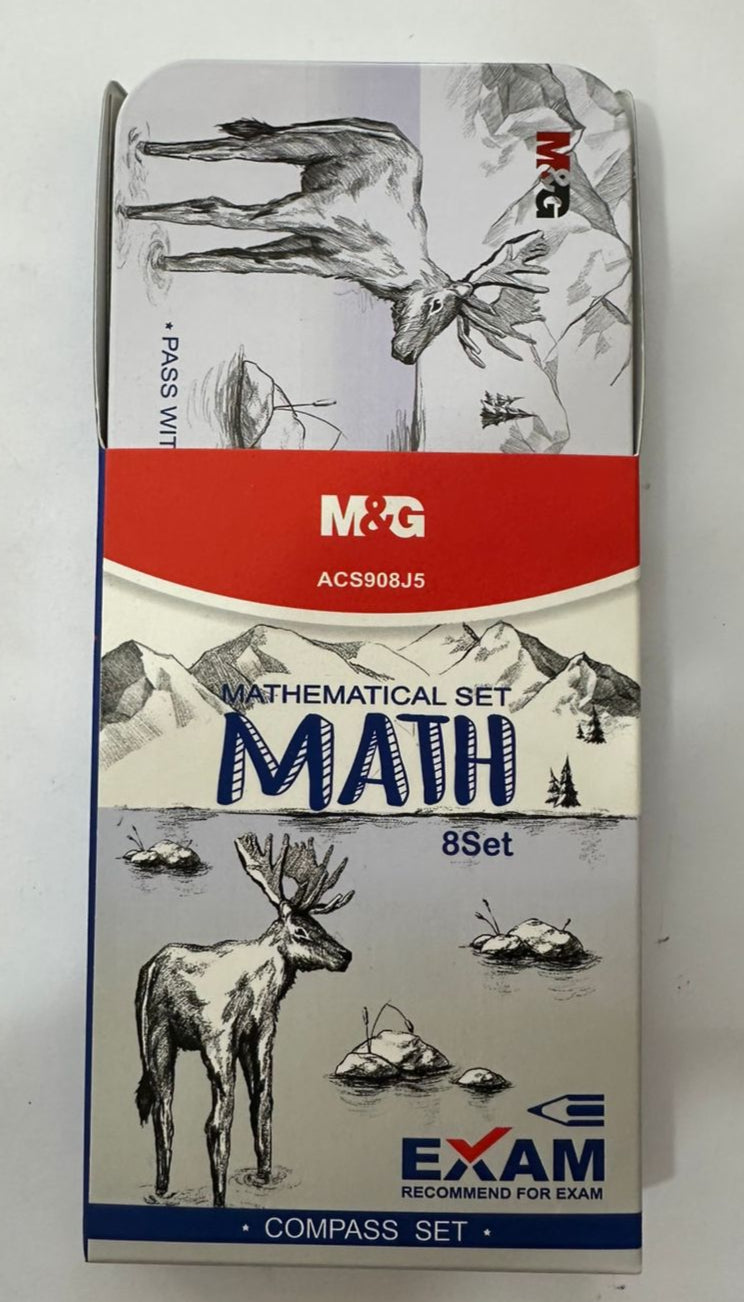 M&G
* PASS WIT
M&G
ACS908J5
MATHEMATICAL SET
MATH
8Set
EXAM
RECOMMEND FOR EXAM
* COMPASS SET *